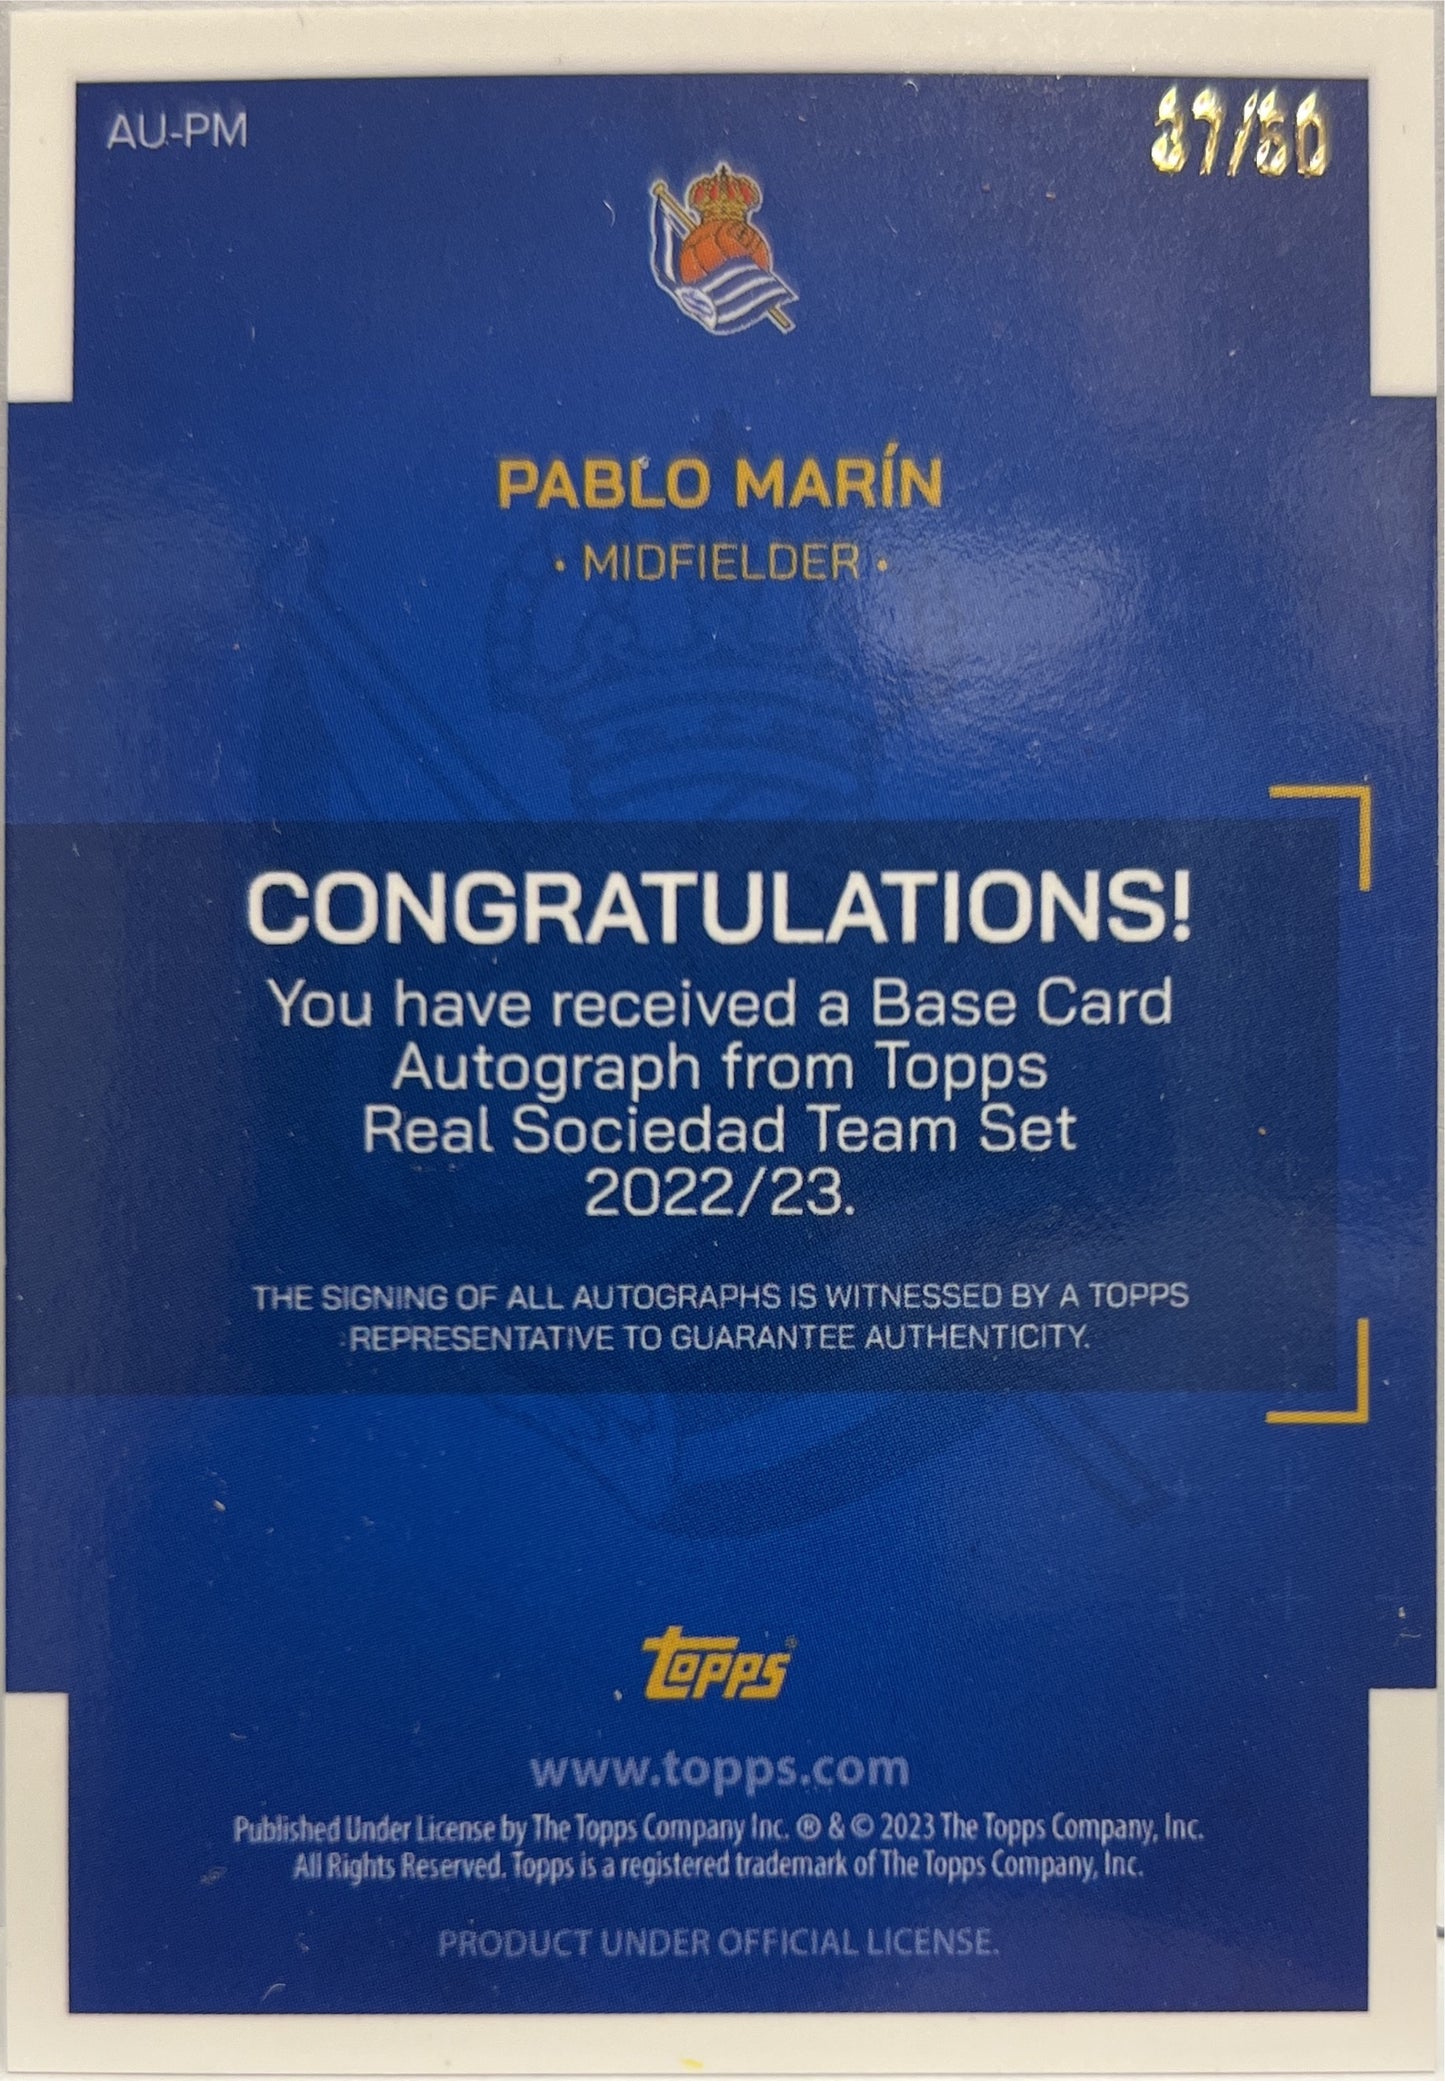 AU-PM
37/50
PABLO MARÍN
• MIDFIELDER •
CONGRATULATIONS!
You have received a Base Card
Autograph from Topps
Real Sociedad Team Set
2022/23.
THE SIGNING OF ALL AUTOGRAPHS IS WITNESSED BY A TOPPS
REPRESENTATIVE TO GUARANTEE AUTHENTICITY.
topps®
www.topps.com
Published Under License by The Topps Company Inc. ® & © 2023 The Topps Company, Inc.
All Rights Reserved. Topps is a registered trademark of The Topps Company, Inc.
PRODUCT UNDER OFFICIAL LICENSE.